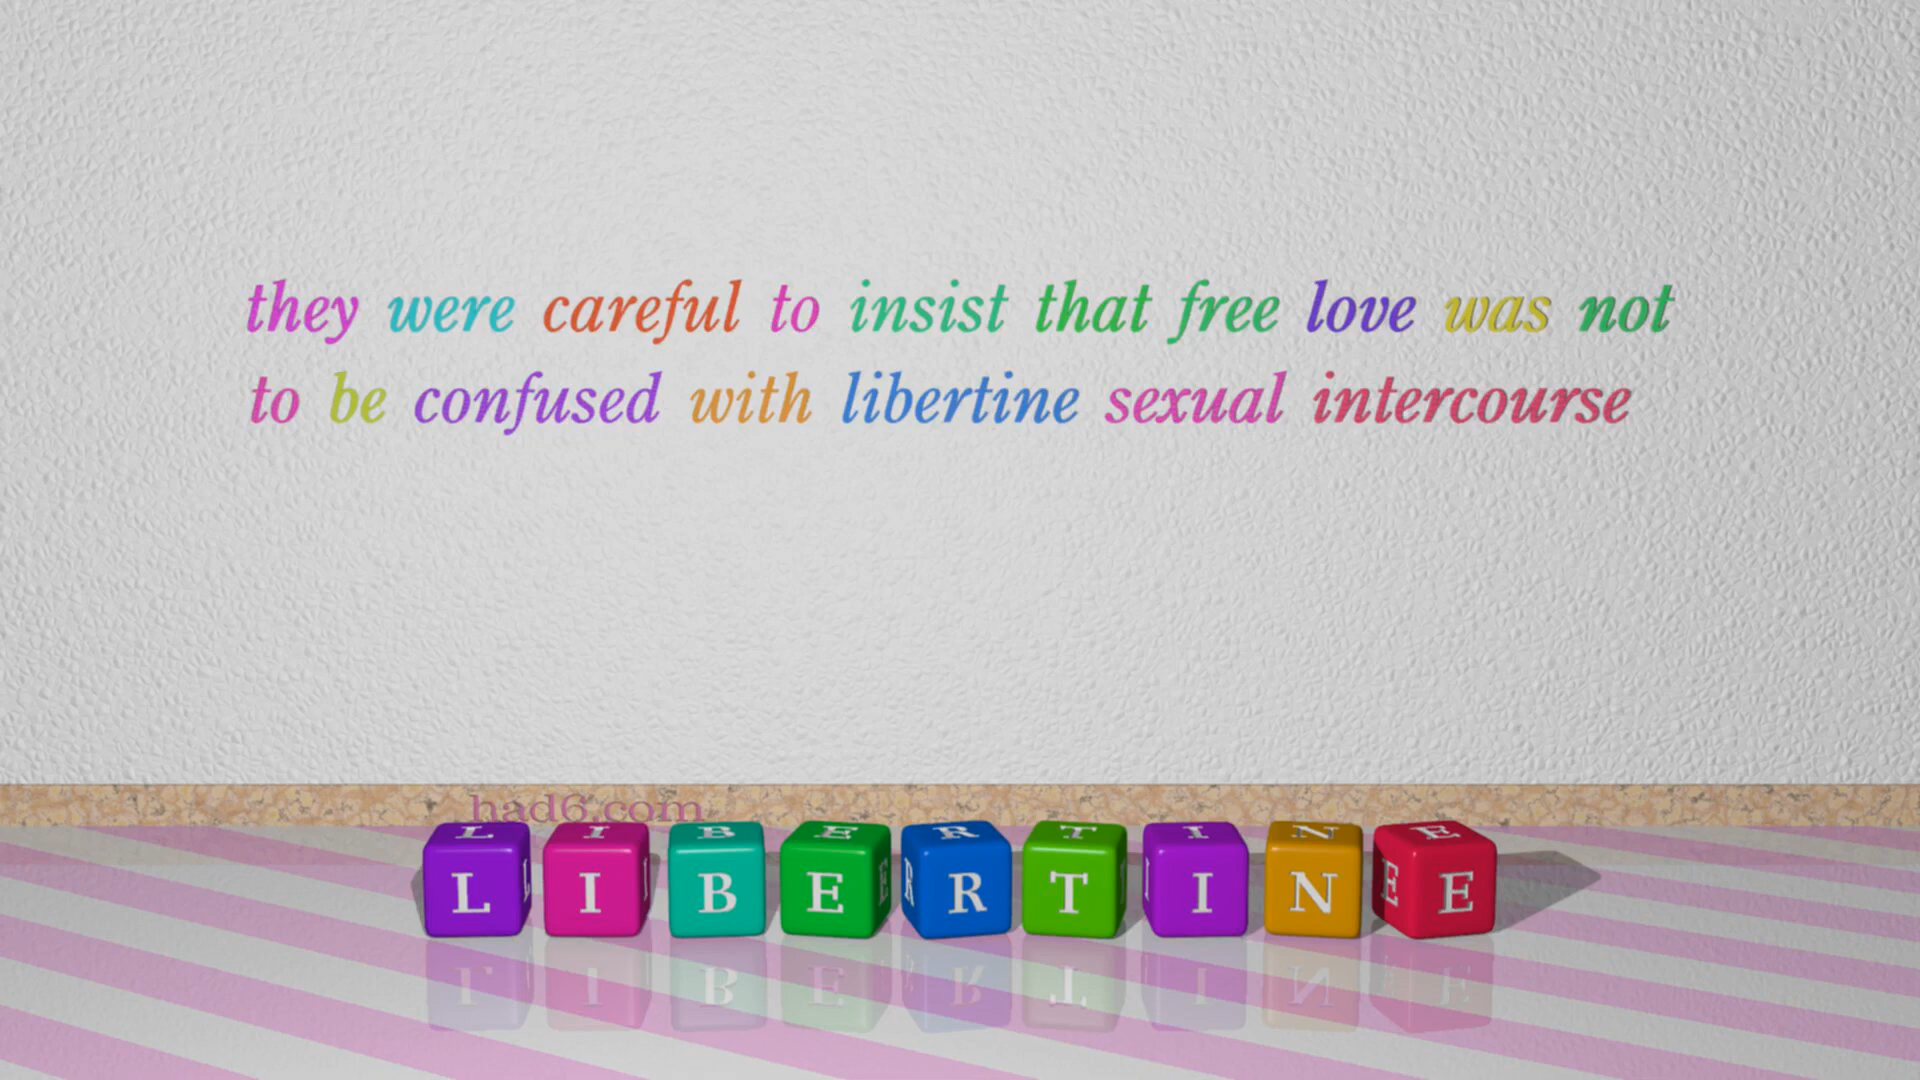 they were careful to insist that free love was not
to be confused with libertine sexual intercourse
had6.com
LIBERTINE